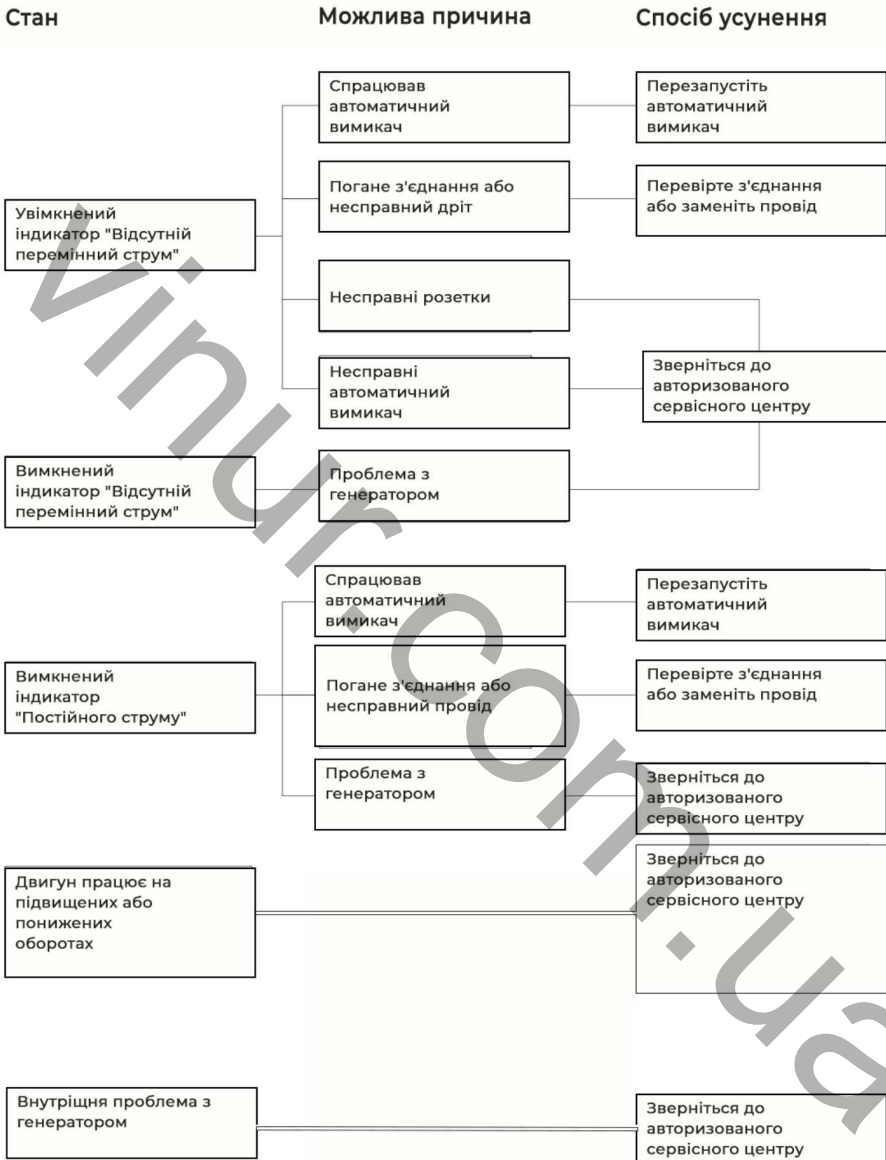 Стан
Можлива причина
Спосіб усунення
Увімкнений
індикатор "Відсутній
перемінний струм"
Спрацював
автоматичний
вимикач
Перезапустіть
автоматичний
вимикач
Погане з'єднання або
несправний дріт
Перевірте з'єднання
або заменіть провід
Несправні розетки
Несправні
автоматичний
вимикач
Зверніться до
авторизованого
сервісного центру
Вимкнений
індикатор "Відсутній
перемінний струм"
Проблема з
генератором
Вимкнений
індикатор
"Постійного струму"
Спрацював
автоматичний
вимикач
Перезапустіть
автоматичний
вимикач
Погане з'єднання або
несправний провід
Перевірте з'єднання
або заменіть провід
Проблема з
генератором
Зверніться до
авторизованого
сервісного центру
Двигун працює на
підвищених або
понижених
оборотах
Зверніться до
авторизованого
сервісного центру
Внутріщня проблема з
генератором
Зверніться до
авторизованого
сервісного центру
vinur.com.ua